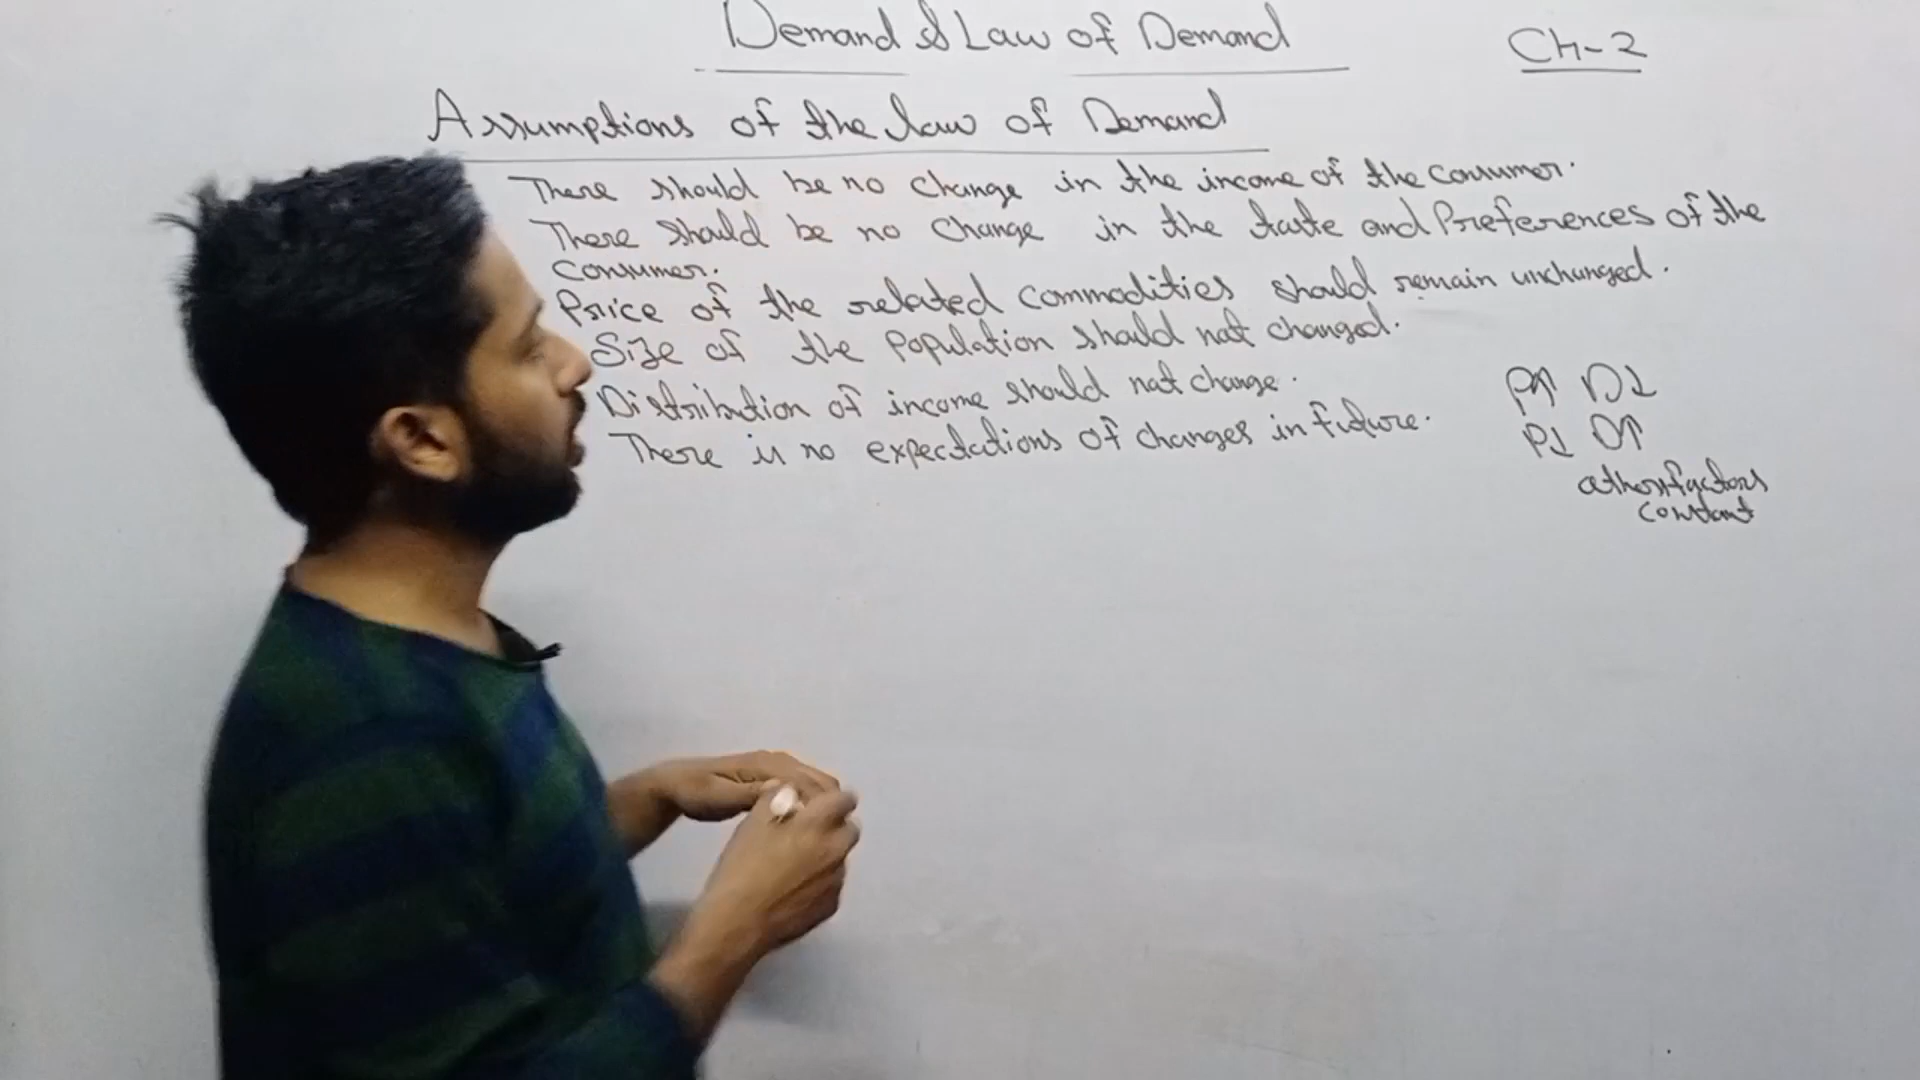 Demand & Law of Demand
Ch-2
Assumptions of the law of Demand
There should be no change in the income of the consumer.
There should be no change in the taste and Preferences of the
consumer.
Price of the related commodities should remain unchanged.
Size of the population should not changed.
Distribution of income should not change.
There is no expectations of changes in future.
P↑ D↓
P↓ D↑
other factors
constant